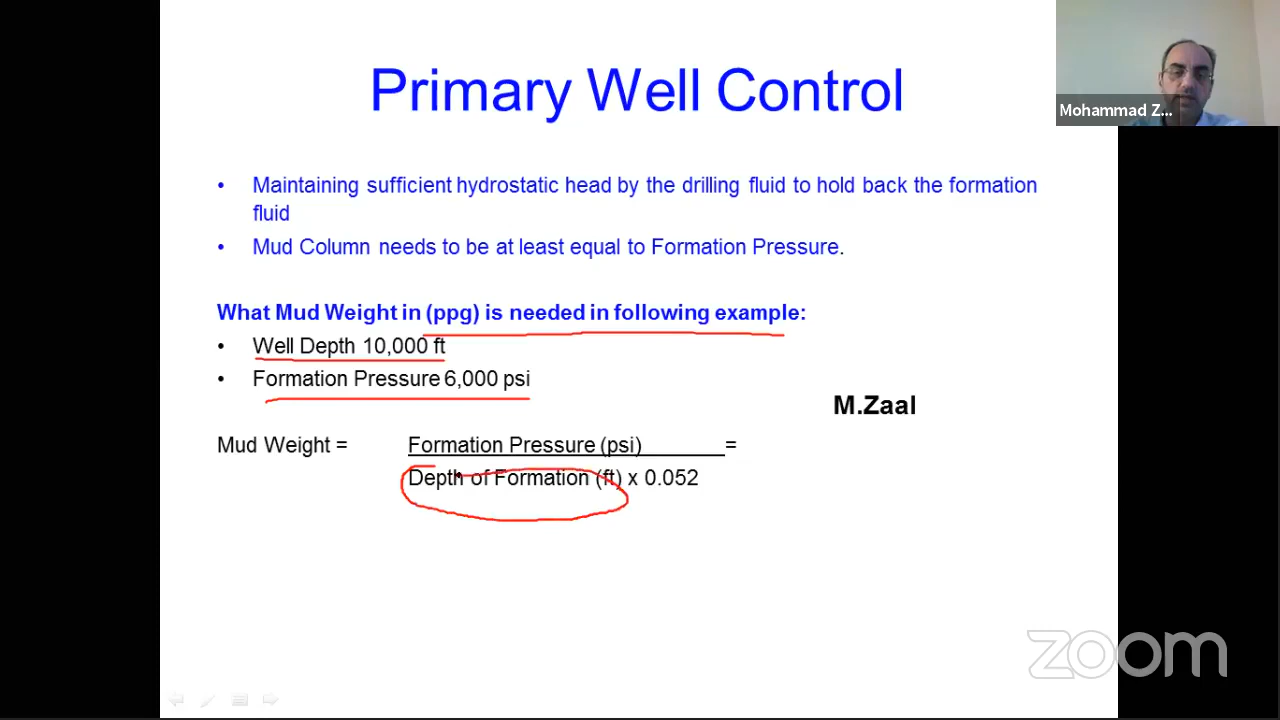 Primary Well Control
Mohammad Z...
• Maintaining sufficient hydrostatic head by the drilling fluid to hold back the formation
fluid
• Mud Column needs to be at least equal to Formation Pressure.
What Mud Weight in (ppg) is needed in following example:
• Well Depth 10,000 ft
• Formation Pressure 6,000 psi
M.Zaal
Mud Weight = Formation Pressure (psi) =
Depth of Formation (ft) x 0.052
zoom